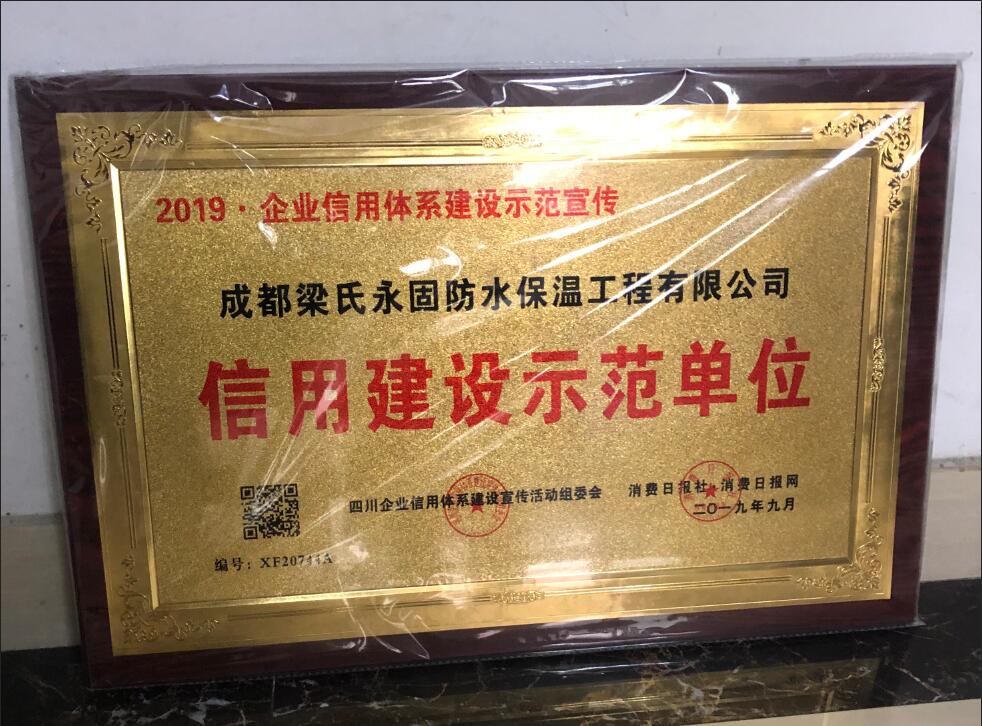 2019·企业信用体系建设示范宣传
成都梁氏永固防水保温工程有限公司
信用建设示范单位
四川企业信用体系建设宣传活动组委会
消费日报社 消费日报网
二〇一九年九月
编号：XF20744A